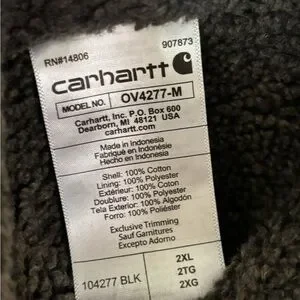 RN#14806 907873
carhartt
MODEL NO. OV4277-M
Carhartt, Inc. P.O. Box 600
Dearborn, MI 48121 USA
carhartt.com
Made in Indonesia
Fabriqué en Indonésie
Hecho en Indonesia
Shell: 100% Cotton
Lining: 100% Polyester
Extérieur: 100% Coton
Doublure: 100% Polyester
Tela Exterior: 100% Algodón
Forro: 100% Poliéster
Exclusive Trimming
Sauf Garnitures
Excepto Adorno
104277 BLK
2XL
2TG
2XG